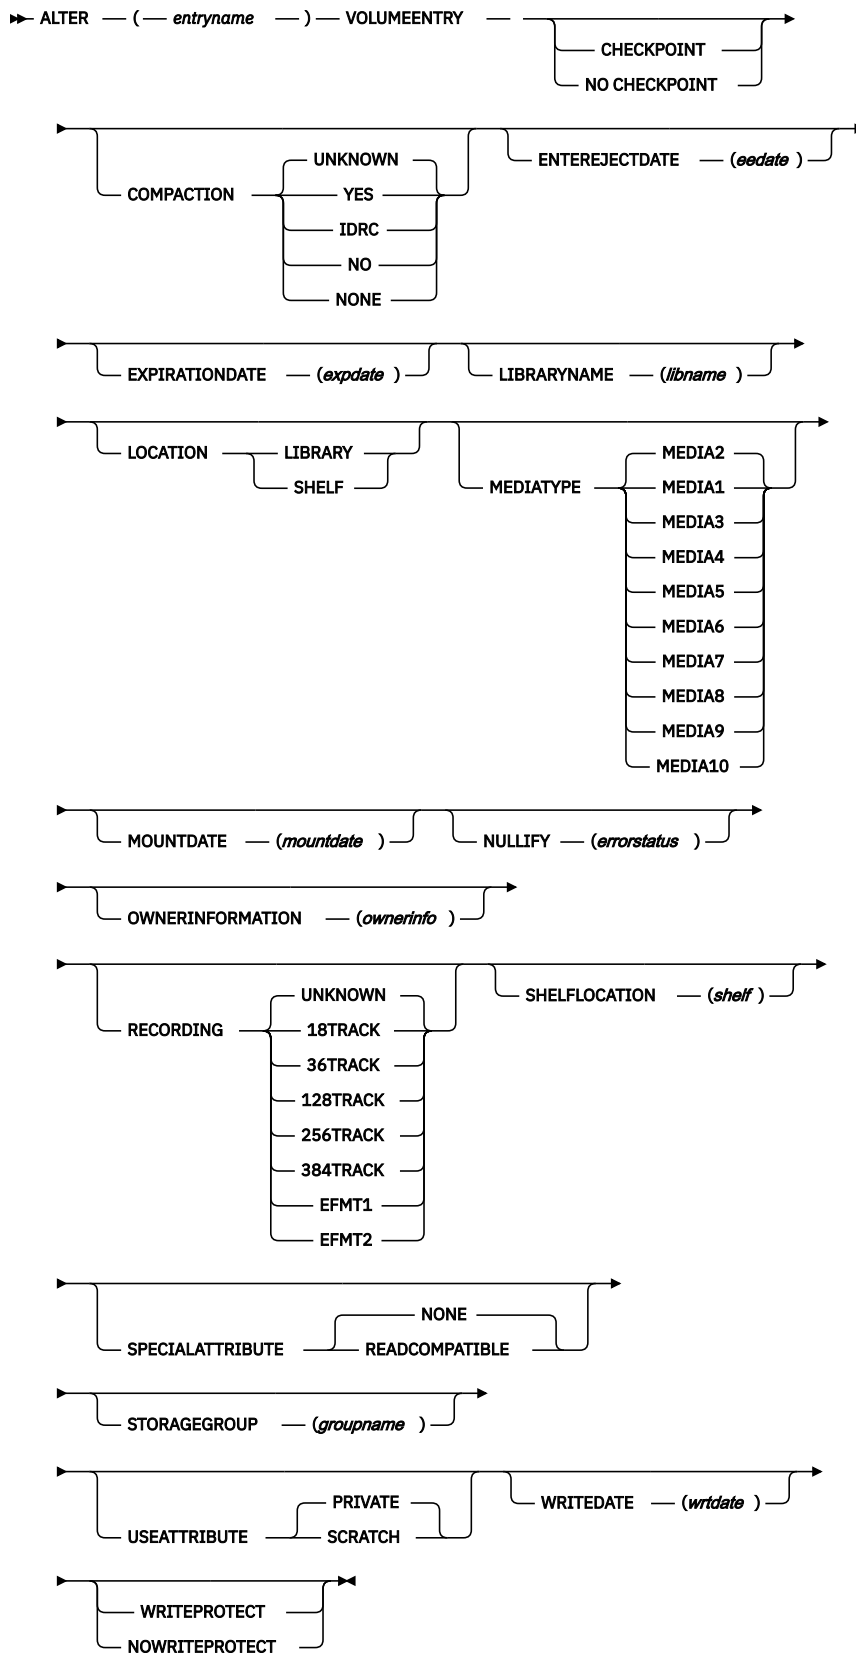 ALTER ( entryname ) VOLUMEENTRY
CHECKPOINT
NO CHECKPOINT
UNKNOWN
ENTEREJECTDATE (eedate )
COMPACTION YES
IDRC
NO
NONE
EXPIRATIONDATE (expdate ) LIBRARYNAME (libname )
LOCATION LIBRARY MEDIA2
SHELF MEDIATYPE MEDIA1
MEDIA3
MEDIA4
MEDIA5
MEDIA6
MEDIA7
MEDIA8
MEDIA9
MEDIA10
MOUNTDATE (mountdate ) NULLIFY (errorstatus )
OWNERINFORMATION (ownerinfo )
UNKNOWN SHELFLOCATION (shelf )
RECORDING 18TRACK
36TRACK
128TRACK
256TRACK
384TRACK
EFMT1
EFMT2
NONE
SPECIALATTRIBUTE READCOMPATIBLE
STORAGEGROUP (groupname )
PRIVATE WRITEDATE (wrtdate )
USEATTRIBUTE SCRATCH
WRITEPROTECT
NOWRITEPROTECT